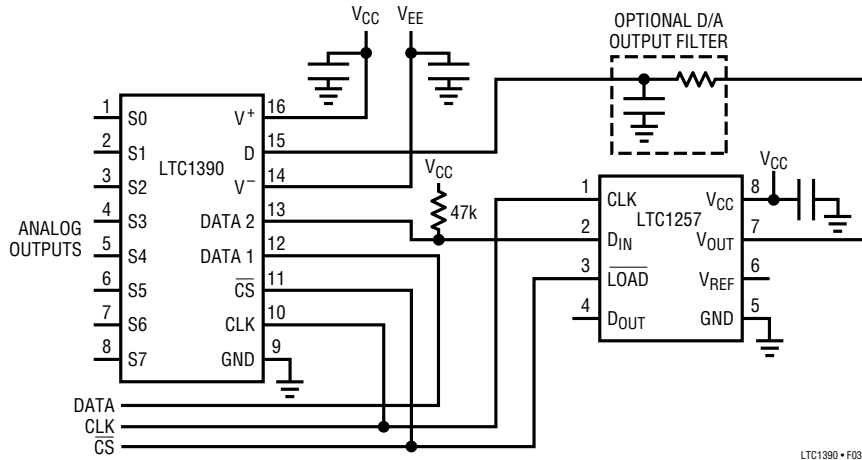 VCC
VEE
OPTIONAL D/A
OUTPUT FILTER
1 S0
2 S1
3 S2
4 S3
5 S4
6 S5
7 S6
8 S7
LTC1390
V+ 16
D 15
V− 14
DATA 2 13
DATA 1 12
CS 11
CLK 10
GND 9
ANALOG
OUTPUTS
VCC
47k
1 CLK
2 DIN
3 LOAD
4 DOUT
LTC1257
VCC
VCC 8
VOUT 7
VREF 6
GND 5
DATA
CLK
CS
LTC1390 • F03